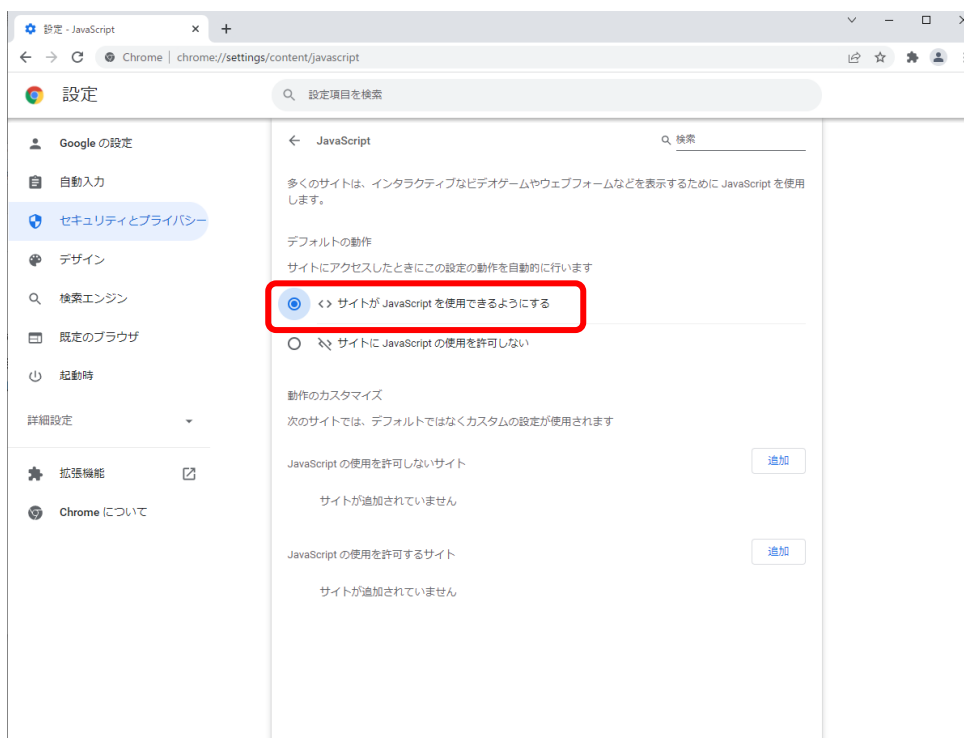 設定 - JavaScript
Chrome | chrome://settings/content/javascript
設定
設定項目を検索
Google の設定
自動入力
セキュリティとプライバシー
デザイン
検索エンジン
既定のブラウザ
起動時
詳細設定
拡張機能
Chrome について
JavaScript
検索
多くのサイトは、インタラクティブなビデオゲームやウェブフォームなどを表示するために JavaScript を使用
します。
デフォルトの動作
サイトにアクセスしたときにこの設定の動作を自動的に行います
サイトが JavaScript を使用できるようにする
サイトに JavaScript の使用を許可しない
動作のカスタマイズ
次のサイトでは、デフォルトではなくカスタムの設定が使用されます
JavaScript の使用を許可しないサイト
追加
サイトが追加されていません
JavaScript の使用を許可するサイト
追加
サイトが追加されていません